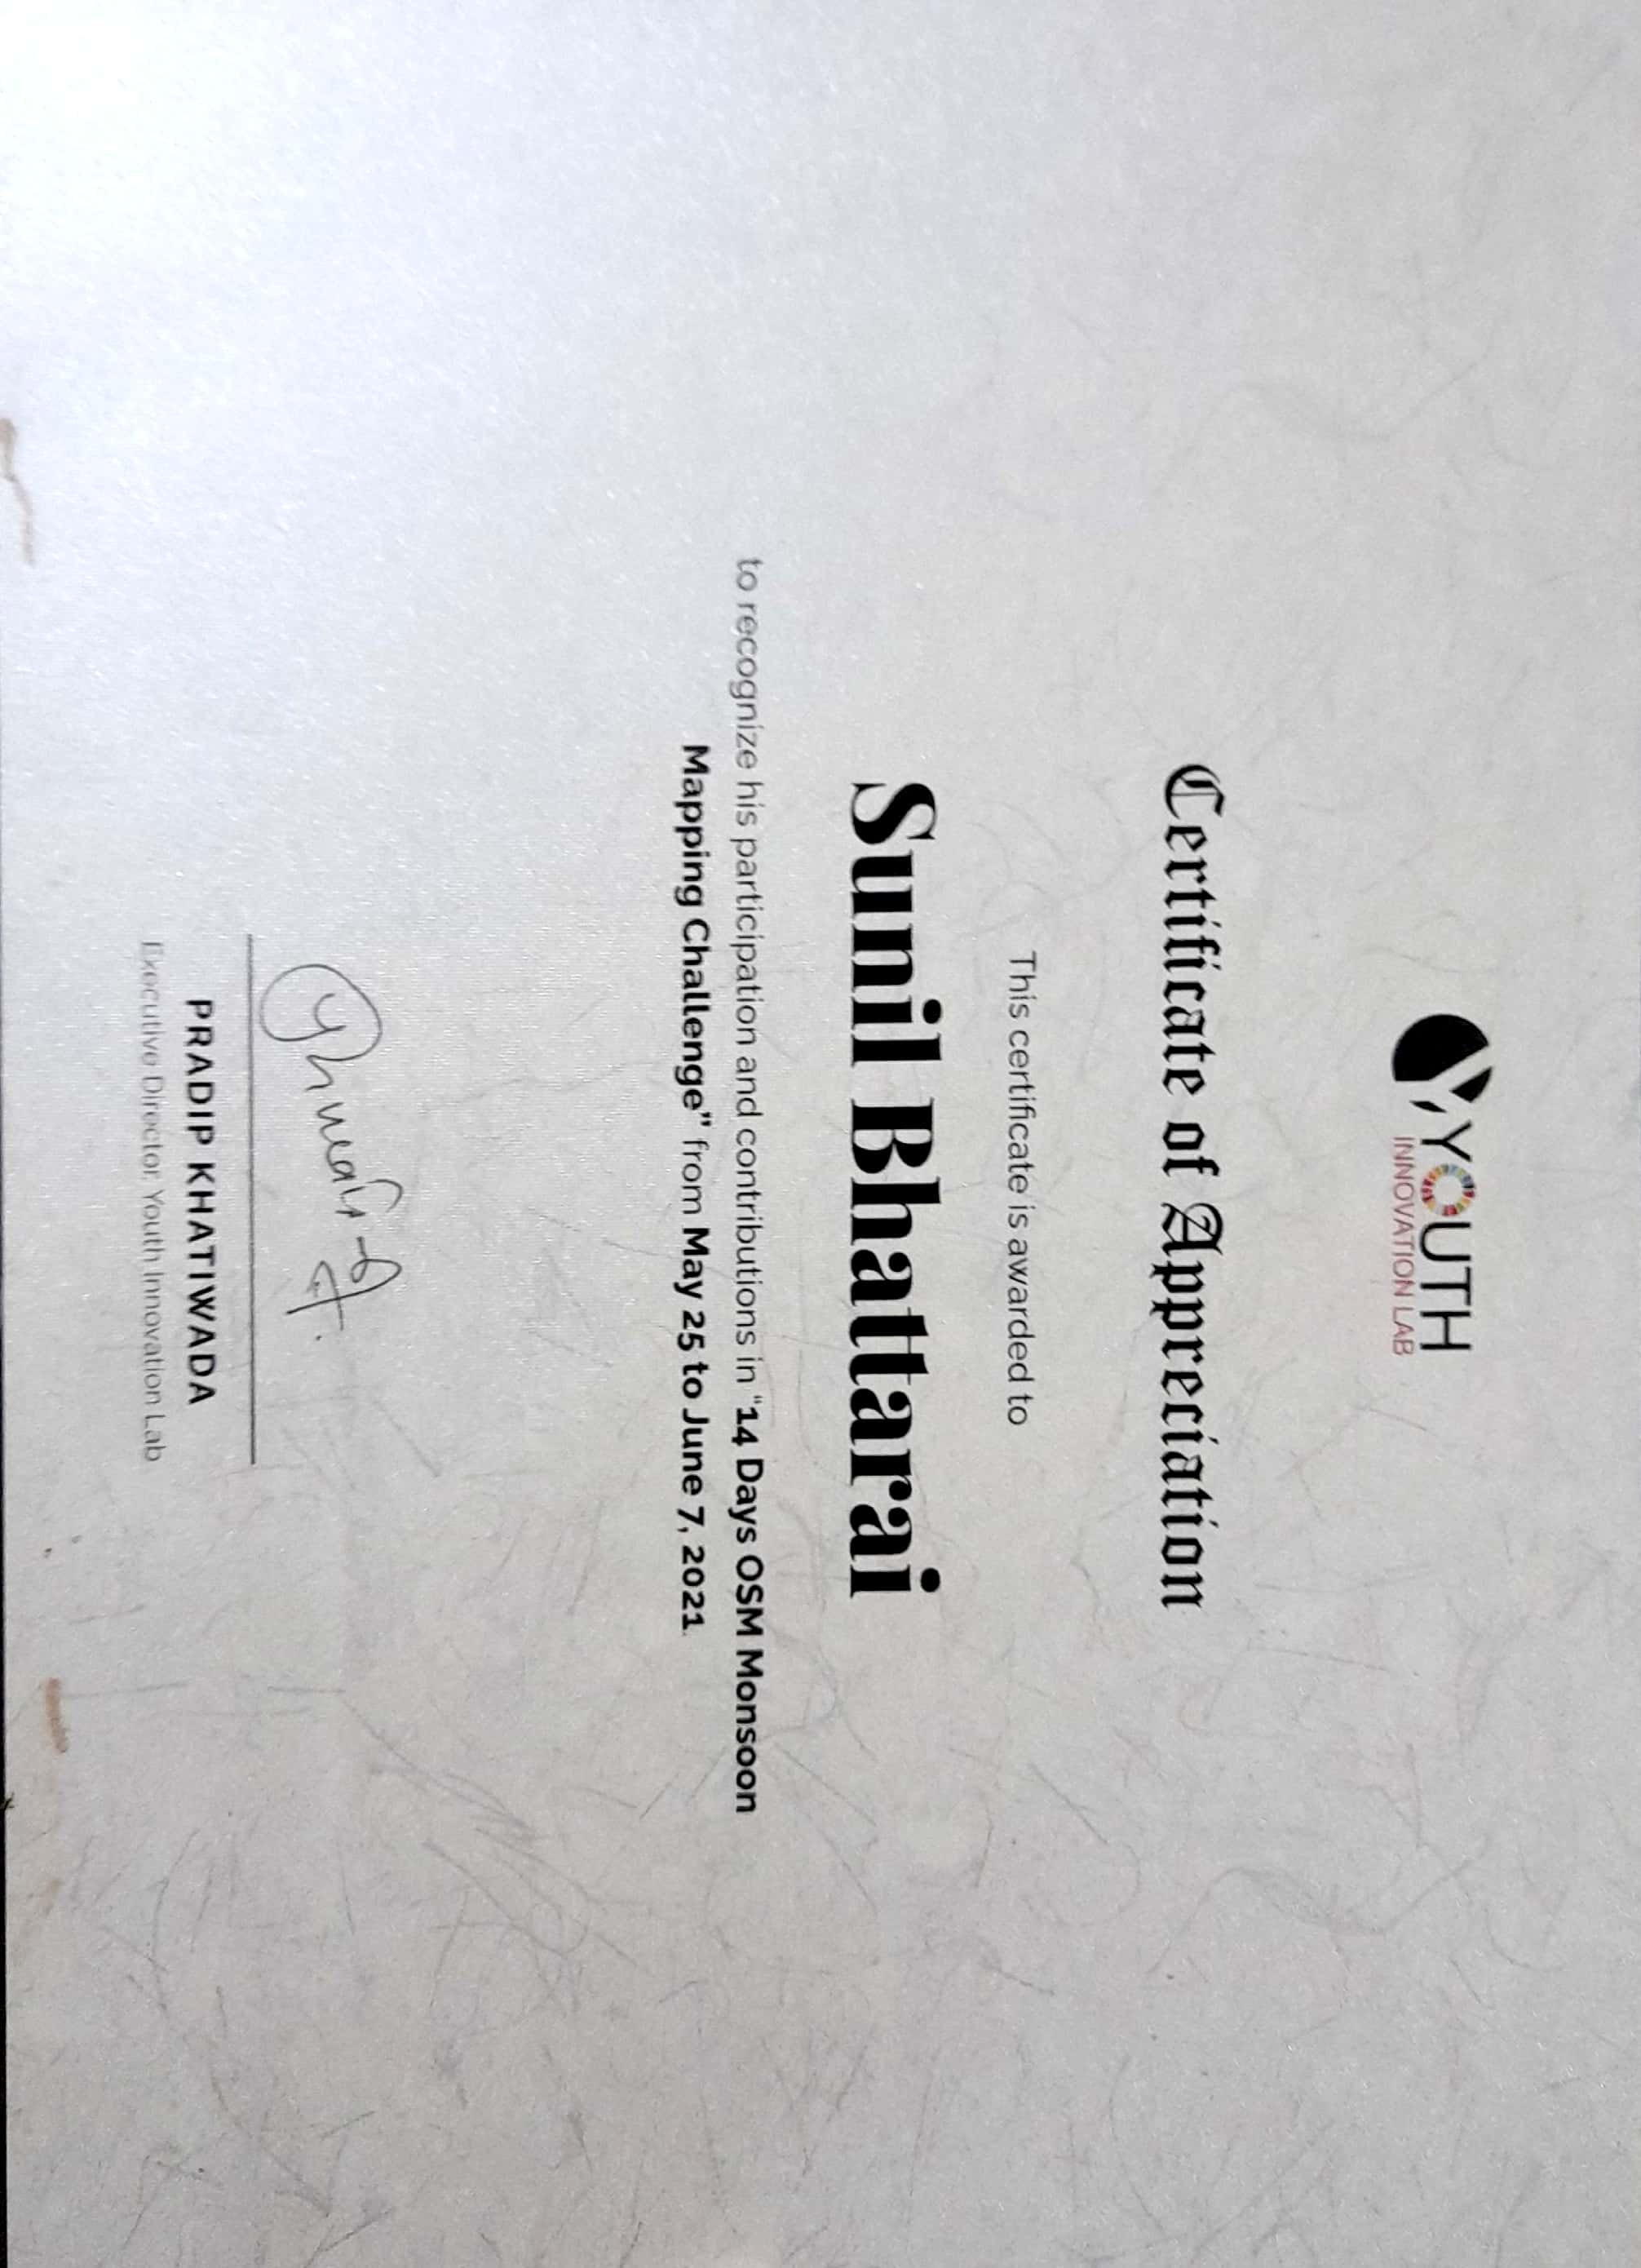 YOUTH
INNOVATION LAB
Certificate of Appreciation
This certificate is awarded to
Sunil Bhattarai
to recognize his participation and contributions in "14 Days OSM Monsoon
Mapping Challenge" from May 25 to June 7, 2021.
PRADIP KHATIWADA
Executive Director, Youth Innovation Lab